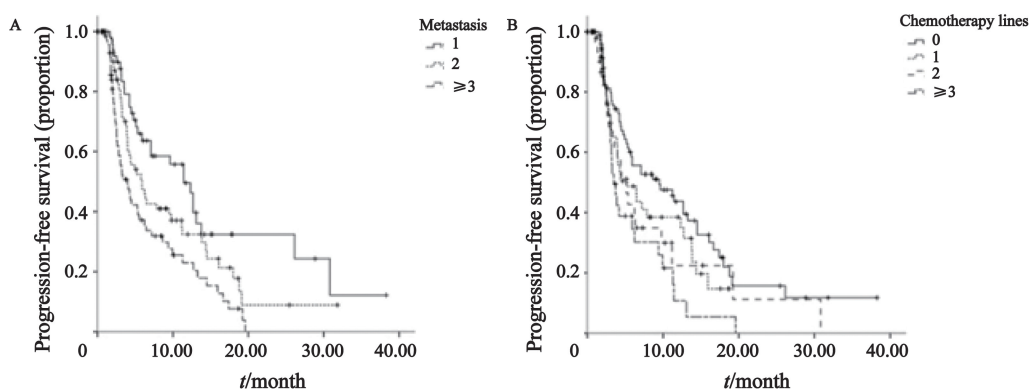 A
Metastasis
1
2
⩾3
Progression-free survival (proportion)
1.0
0.8
0.6
0.4
0.2
0 10.00 20.00 30.00 40.00
t/month
B
Chemotherapy lines
0
1
2
⩾3
Progression-free survival (proportion)
1.0
0.8
0.6
0.4
0.2
0 10.00 20.00 30.00 40.00
t/month